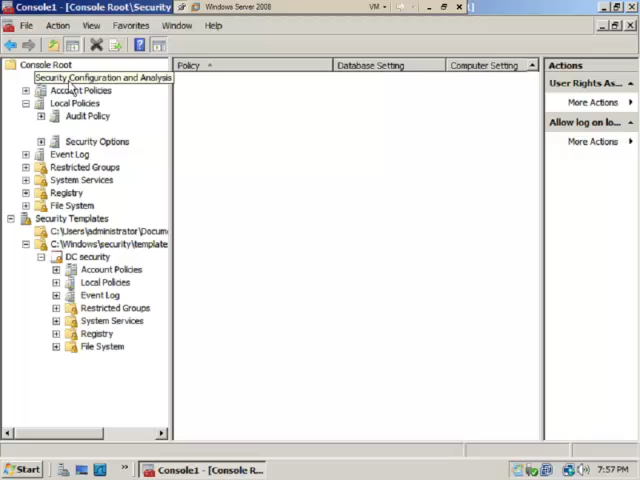 Console1 - [Console Root\Security
Windows Server 2008
VM
File Action View Favorites Window Help
Console Root
Security Configuration and Analysis
Account Policies
Local Policies
Audit Policy
Security Options
Event Log
Restricted Groups
System Services
Registry
File System
Security Templates
C:\Users\administrator\Docum
C:\Windows\security\template
DC security
Account Policies
Local Policies
Event Log
Restricted Groups
System Services
Registry
File System
Policy
Database Setting
Computer Setting
Actions
User Rights As...
More Actions
Allow log on lo...
More Actions
Start
Console1 - [Console R...
7:57 PM